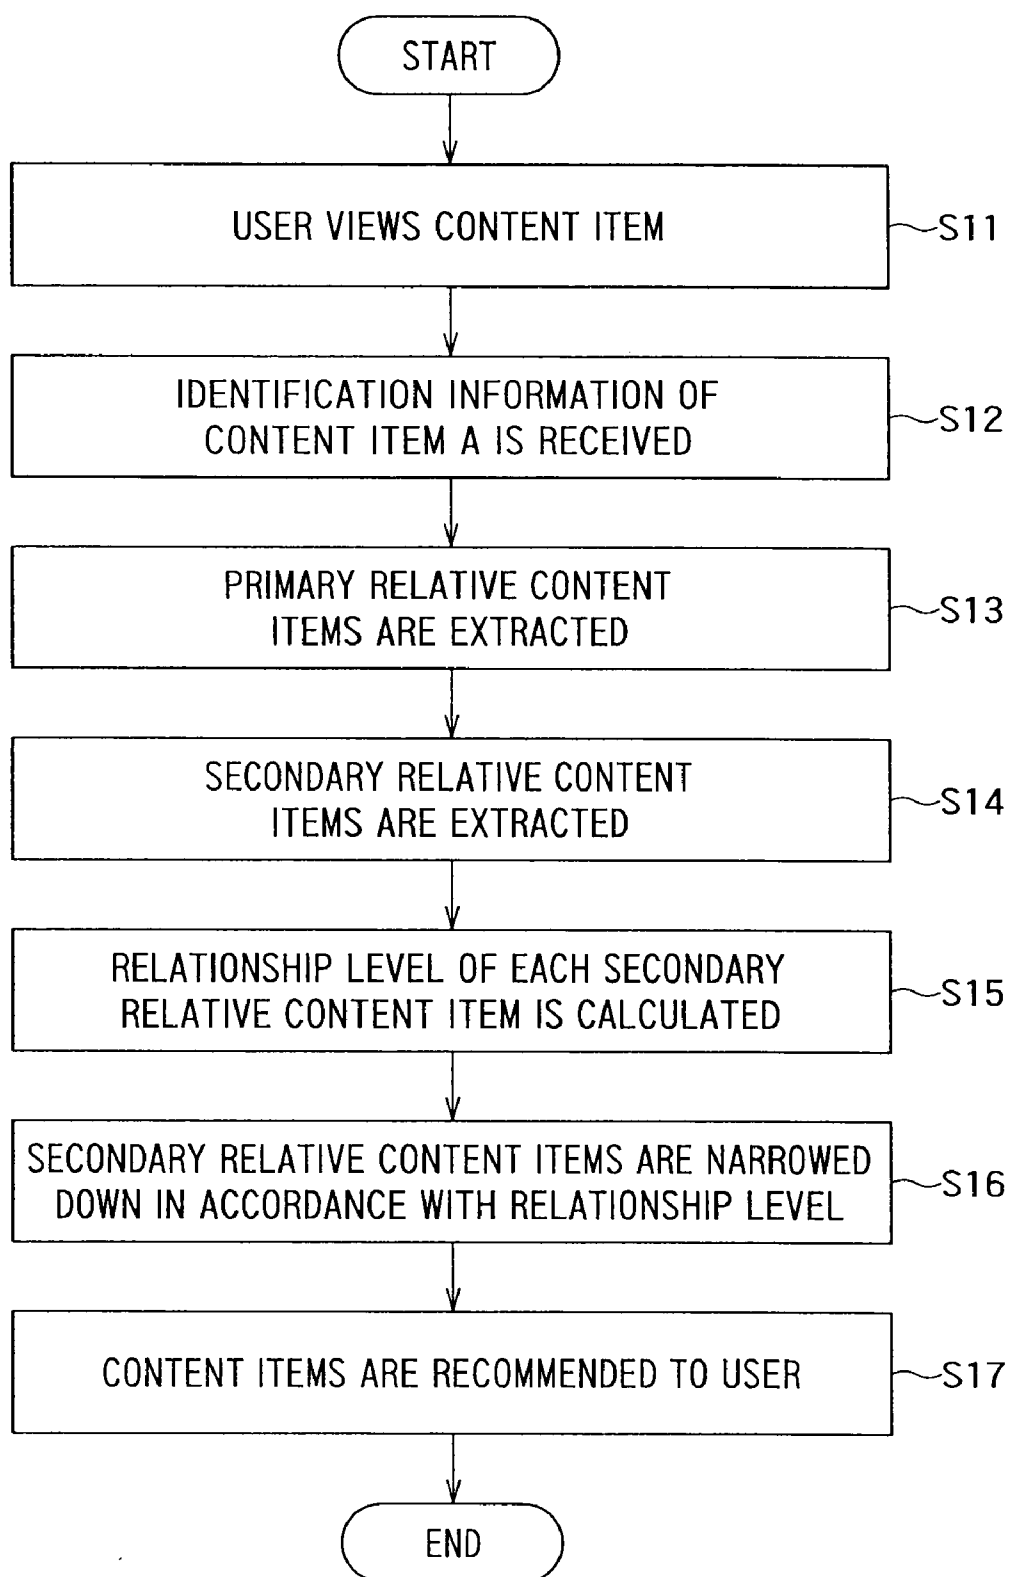 START
USER VIEWS CONTENT ITEM
S11
IDENTIFICATION INFORMATION OF
CONTENT ITEM A IS RECEIVED
S12
PRIMARY RELATIVE CONTENT
ITEMS ARE EXTRACTED
S13
SECONDARY RELATIVE CONTENT
ITEMS ARE EXTRACTED
S14
RELATIONSHIP LEVEL OF EACH SECONDARY
RELATIVE CONTENT ITEM IS CALCULATED
S15
SECONDARY RELATIVE CONTENT ITEMS ARE NARROWED
DOWN IN ACCORDANCE WITH RELATIONSHIP LEVEL
S16
CONTENT ITEMS ARE RECOMMENDED TO USER
S17
END